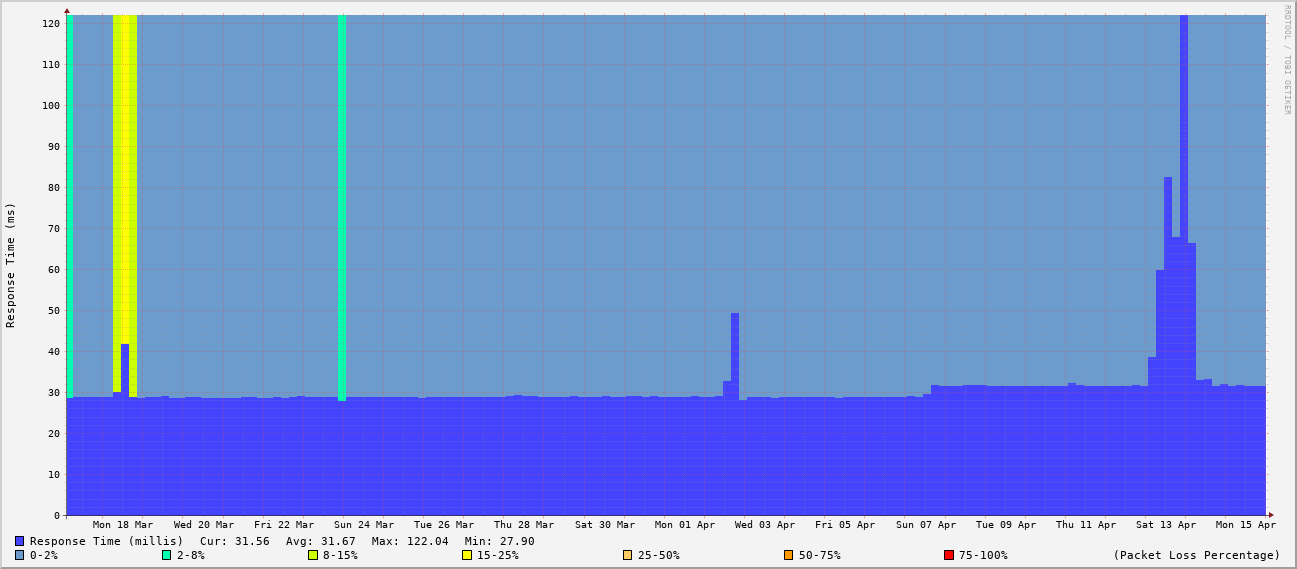 RRDTOOL / TOBI OETIKER
Response Time (ms)
120
110
100
90
80
70
60
50
40
30
20
10
0
Mon 18 Mar Wed 20 Mar Fri 22 Mar Sun 24 Mar Tue 26 Mar Thu 28 Mar Sat 30 Mar Mon 01 Apr Wed 03 Apr Fri 05 Apr Sun 07 Apr Tue 09 Apr Thu 11 Apr Sat 13 Apr Mon 15 Apr
Response Time (millis) Cur: 31.56 Avg: 31.67 Max: 122.04 Min: 27.90
0-2% 2-8% 8-15% 15-25% 25-50% 50-75% 75-100% (Packet Loss Percentage)